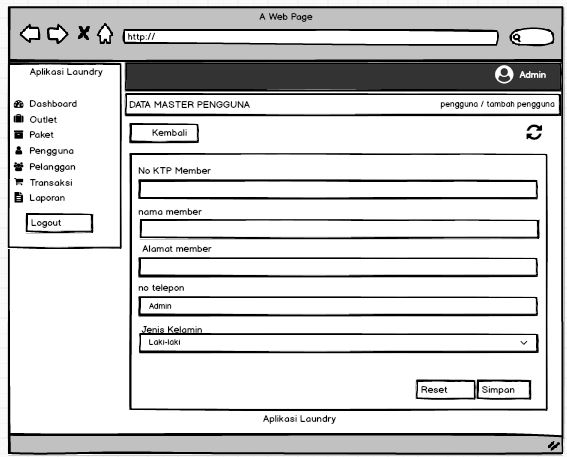 A Web Page
http://
Aplikasi Laundry
Admin
Dashboard
Outlet
Paket
Pengguna
Pelanggan
Transaksi
Laporan
Logout
DATA MASTER PENGGUNA
pengguna / tambah pengguna
Kembali
No KTP Member
nama member
Alamat member
no telepon
Admin
Jenis Kelamin
Laki-laki
Reset
Simpan
Aplikasi Laundry